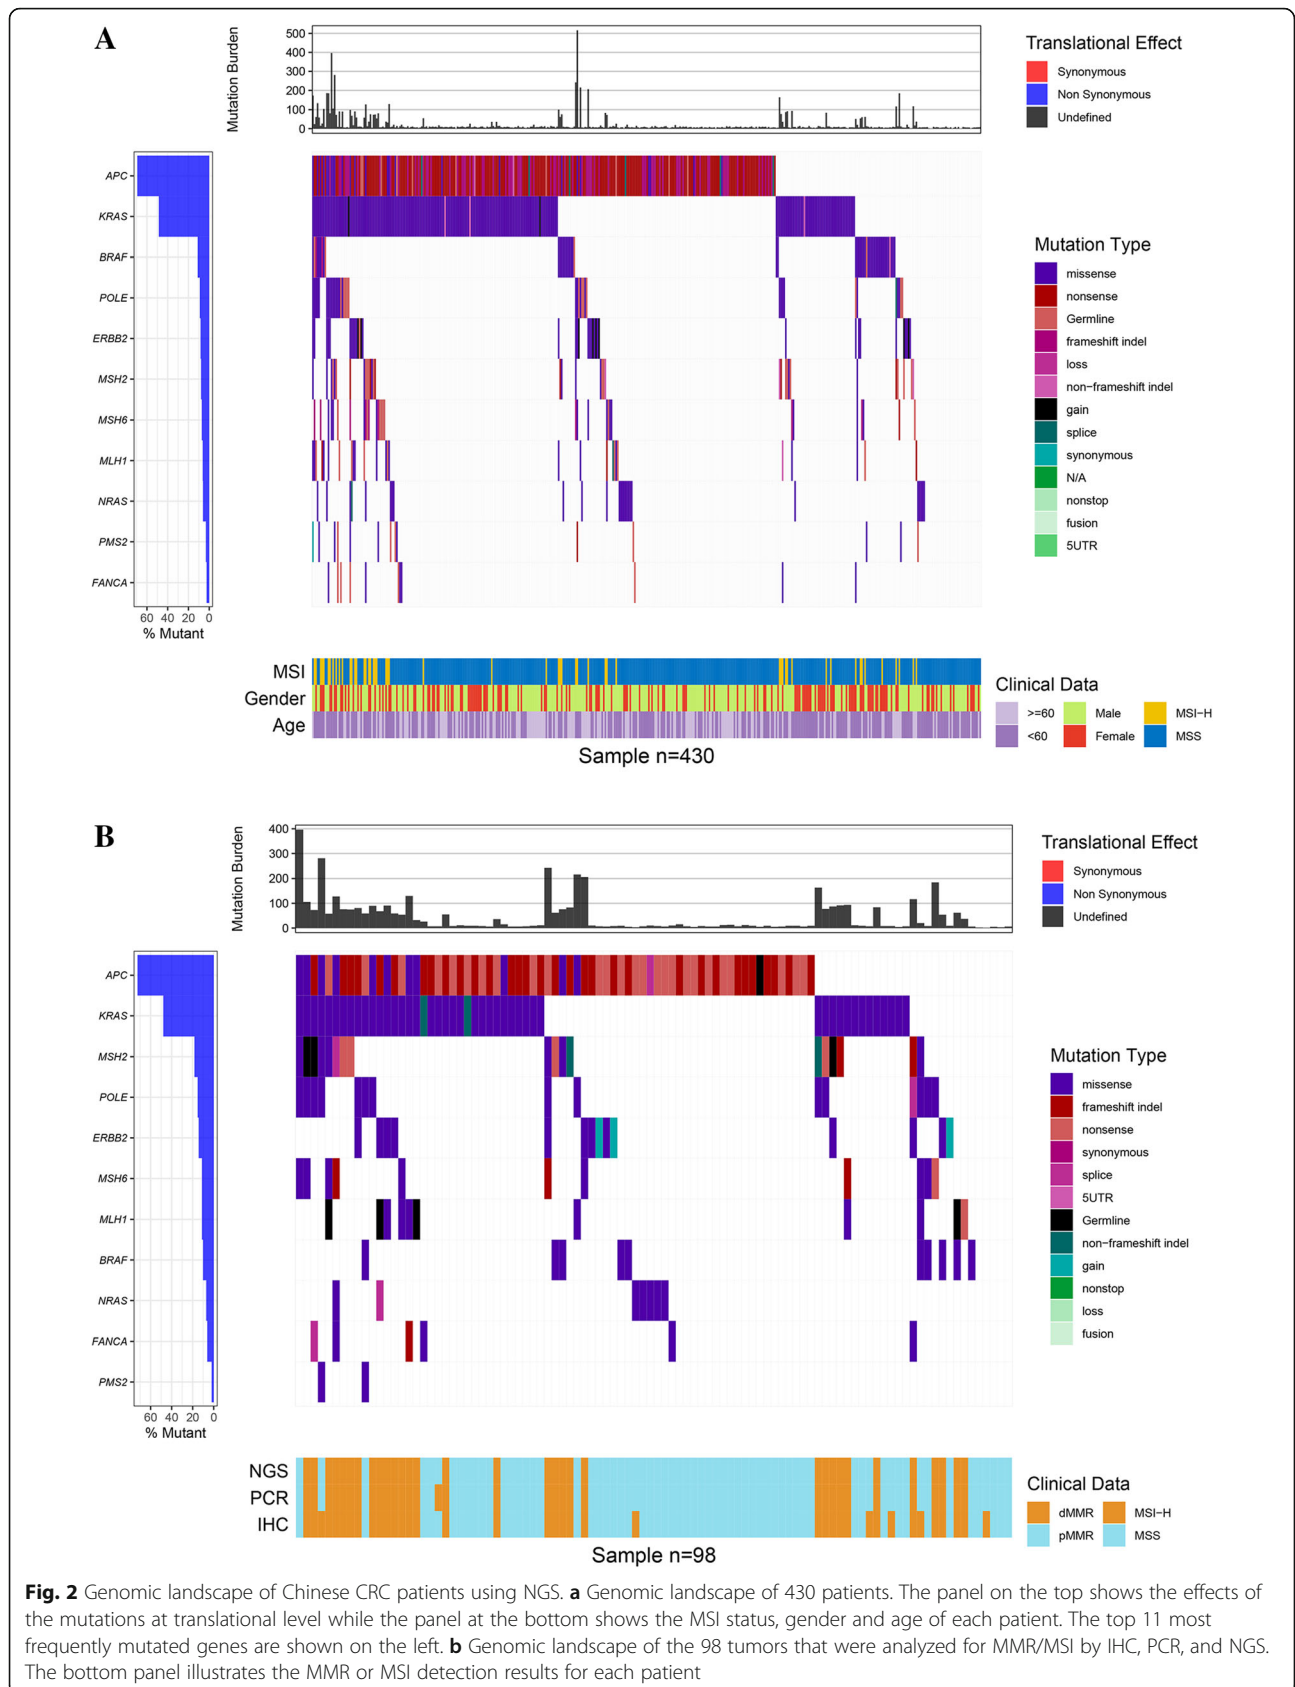 A
Mutation Burden
500
400
300
200
100
0
Translational Effect
Synonymous
Non Synonymous
Undefined
APC
KRAS
BRAF
POLE
ERBB2
MSH2
MSH6
MLH1
NRAS
PMS2
FANCA
60 40 20 0
% Mutant
Mutation Type
missense
nonsense
Germline
frameshift indel
loss
non−frameshift indel
gain
splice
synonymous
N/A
nonstop
fusion
5UTR
MSI
Gender
Age
Sample n=430
Clinical Data
>=60 Male MSI−H
<60 Female MSS
B
Mutation Burden
400
300
200
100
0
Translational Effect
Synonymous
Non Synonymous
Undefined
APC
KRAS
MSH2
POLE
ERBB2
MSH6
MLH1
BRAF
NRAS
FANCA
PMS2
60 40 20 0
% Mutant
Mutation Type
missense
frameshift indel
nonsense
synonymous
splice
5UTR
Germline
non−frameshift indel
gain
nonstop
loss
fusion
NGS
PCR
IHC
Sample n=98
Clinical Data
dMMR MSI−H
pMMR MSS
Fig. 2 Genomic landscape of Chinese CRC patients using NGS. a Genomic landscape of 430 patients. The panel on the top shows the effects of
the mutations at translational level while the panel at the bottom shows the MSI status, gender and age of each patient. The top 11 most
frequently mutated genes are shown on the left. b Genomic landscape of the 98 tumors that were analyzed for MMR/MSI by IHC, PCR, and NGS.
The bottom panel illustrates the MMR or MSI detection results for each patient